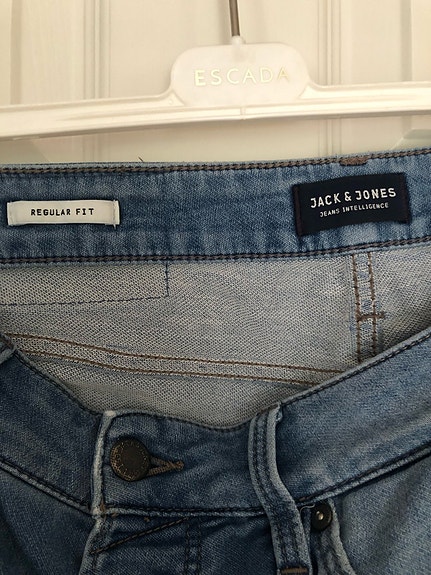 ESCADA
REGULAR FIT
JACK & JONES
JEANS INTELLIGENCE